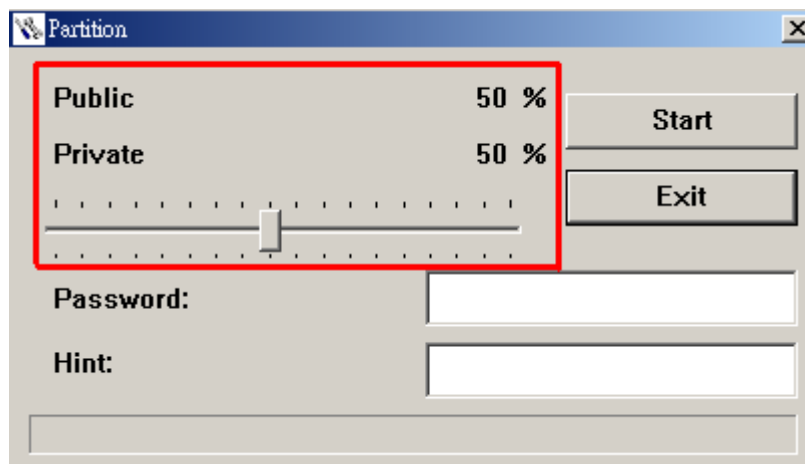 Partition
Public 50 %
Private 50 %
Start
Exit
Password:
Hint: